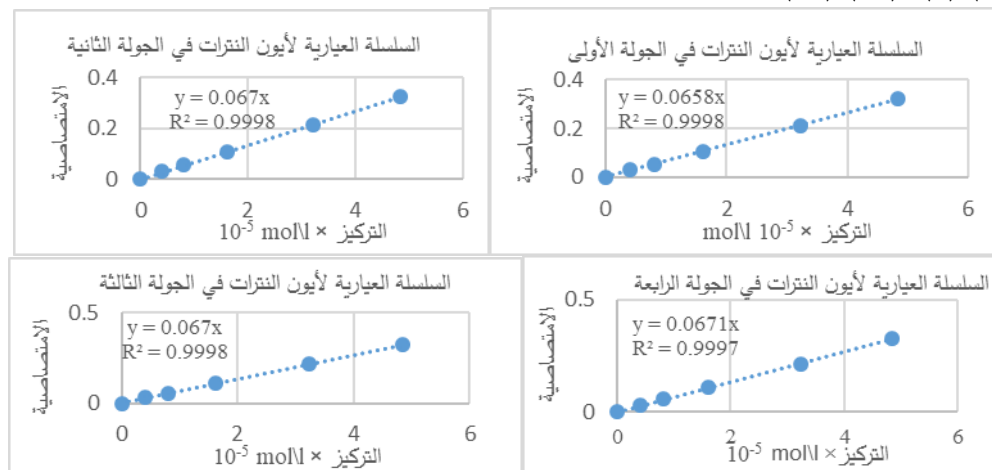 السلسلة العيارية لأيون النترات في الجولة الأولى
y = 0.0658x
R² = 0.9998
الامتصاصية
0.4
0.2
0
0 2 4 6
التركيز × 10⁻⁵ mol\l
السلسلة العيارية لأيون النترات في الجولة الثانية
y = 0.067x
R² = 0.9998
الامتصاصية
0.4
0.2
0
0 2 4 6
التركيز × 10⁻⁵ mol\l
السلسلة العيارية لأيون النترات في الجولة الرابعة
y = 0.0671x
R² = 0.9997
الامتصاصية
0.5
0
0 2 4 6
التركيز × 10⁻⁵ mol\l
السلسلة العيارية لأيون النترات في الجولة الثالثة
y = 0.067x
R² = 0.9998
الامتصاصية
0.5
0
0 2 4 6
التركيز × 10⁻⁵ mol\l